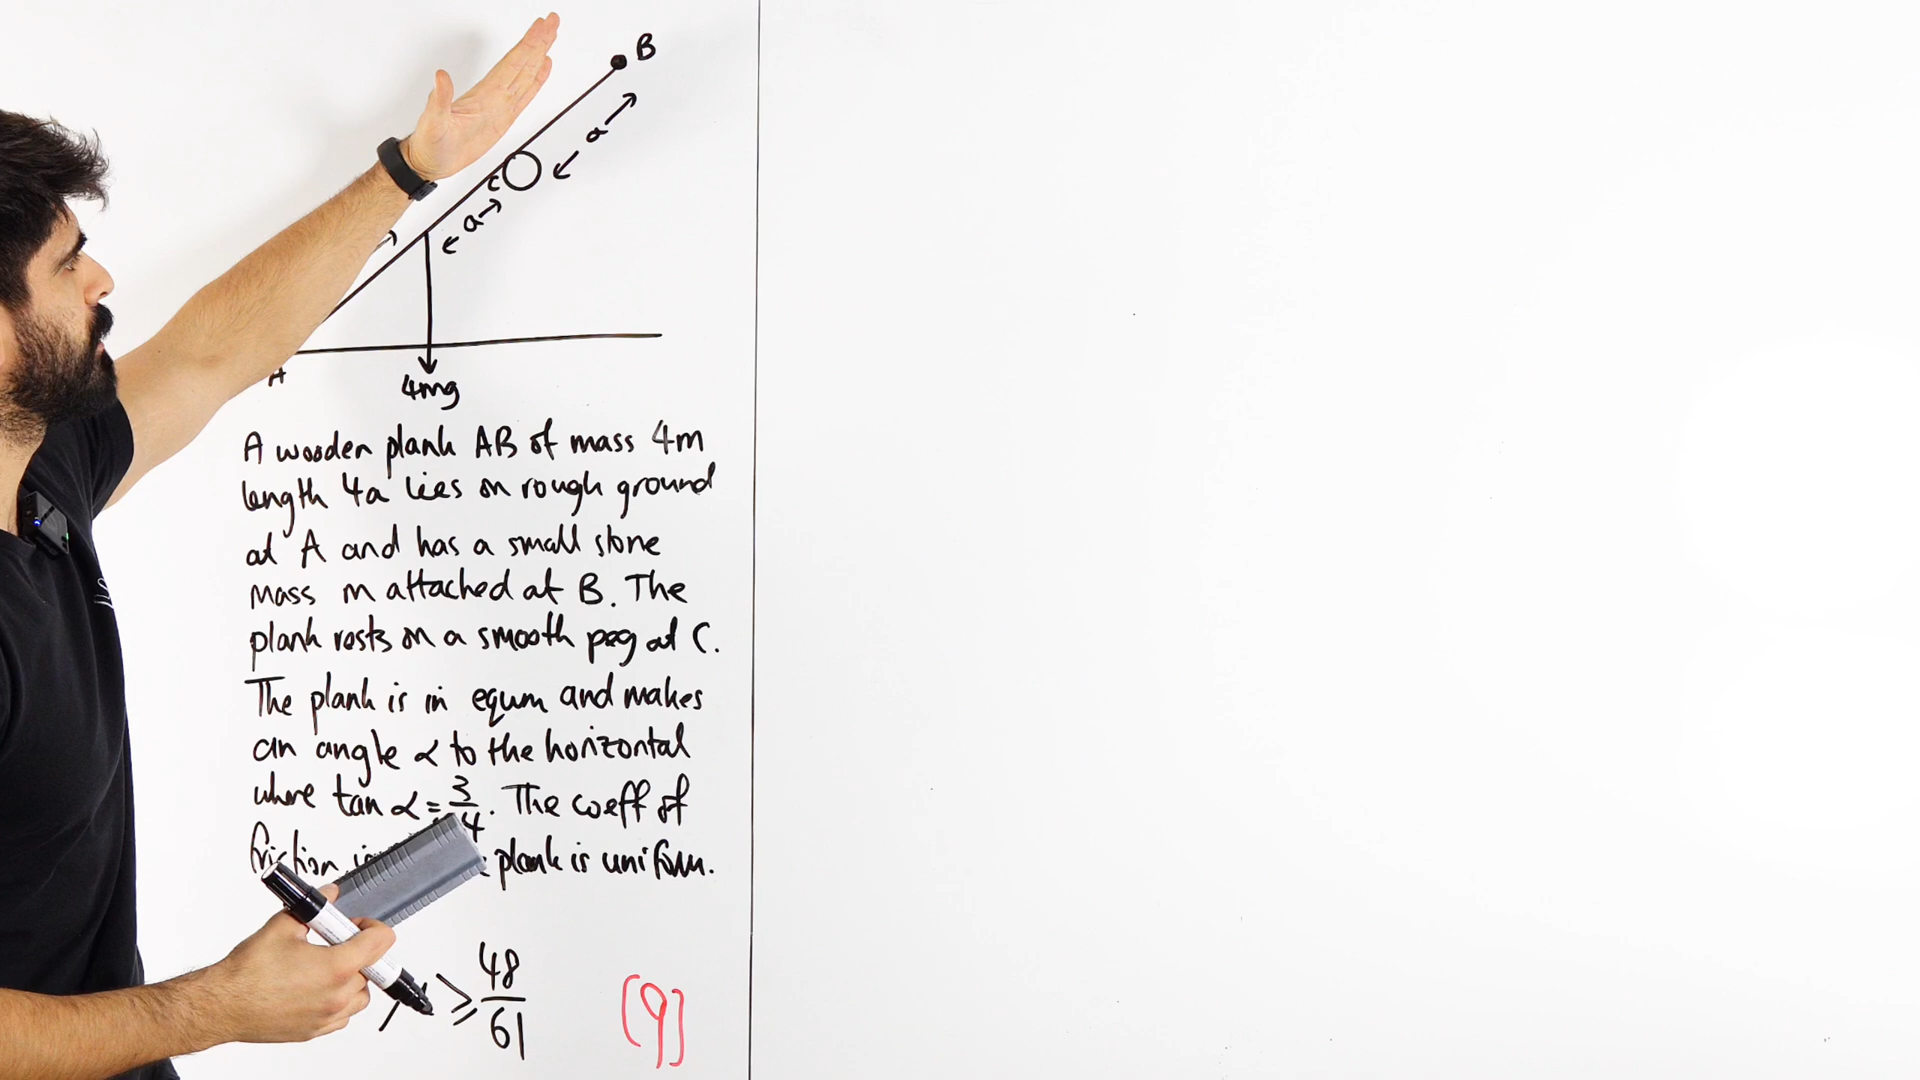 B
a
C
a
A
4mg
A wooden plank AB of mass 4m
length 4a lies on rough ground
at A and has a small stone
mass m attached at B. The
plank rests on a smooth peg at C.
The plank is in equm and makes
an angle α to the horizontal
where tan α = 3/4. The coeff of
friction plank is uniform.
≥ 48/61 [9]